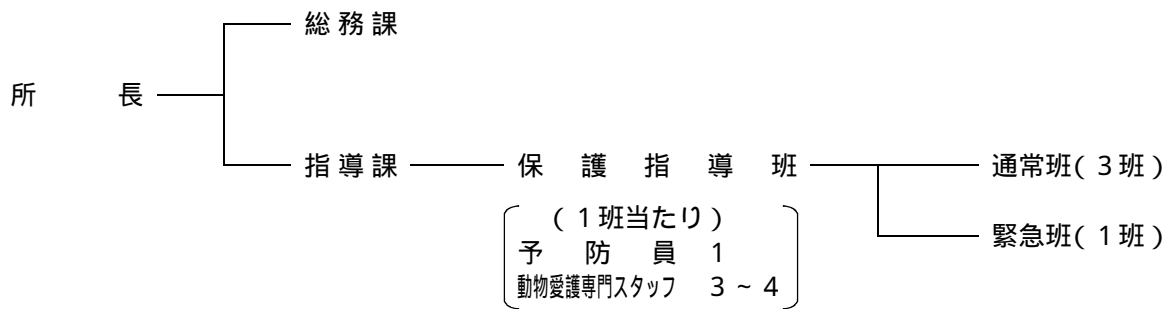 総務課
所長
指導課 保護指導班 通常班(3班)
(1班当たり)
予防員 1
動物愛護専門スタッフ 3~4
緊急班(1班)